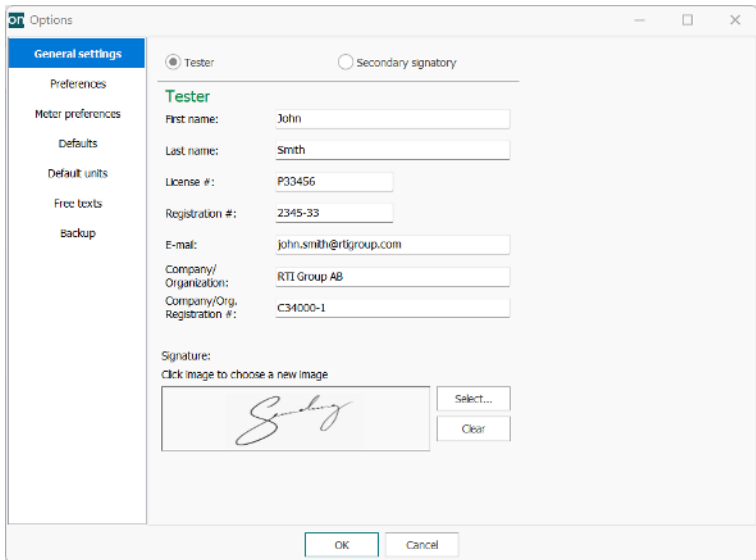 on Options
General settings
Preferences
Meter preferences
Defaults
Default units
Free texts
Backup
Tester Secondary signatory
Tester
First name: John
Last name: Smith
License #: P33456
Registration #: 2345-33
E-mail: john.smith@rtigroup.com
Company/
Organization: RTI Group AB
Company/Org.
Registration #: C34000-1
Signature:
Click image to choose a new image
Select...
Clear
OK Cancel